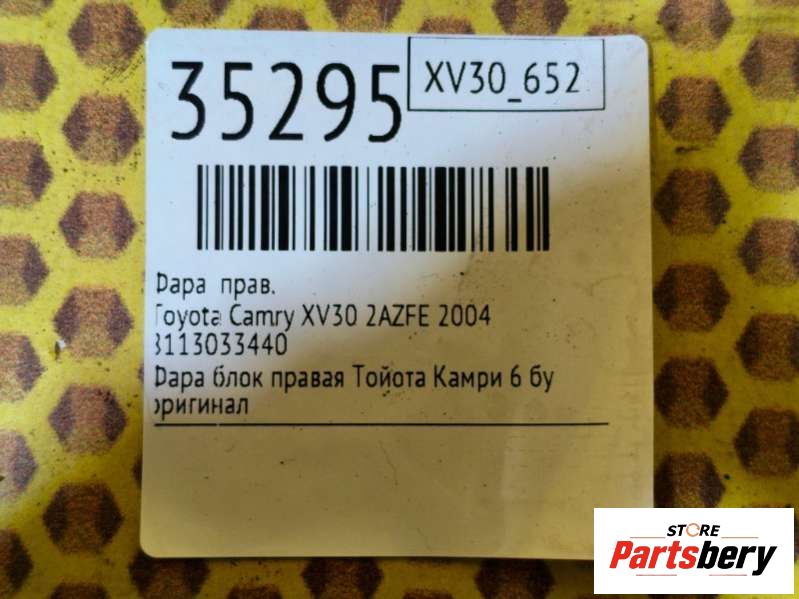 35295
XV30_652
Фара прав.
Toyota Camry XV30 2AZFE 2004
8113033440
Фара блок правая Тойота Камри 6 бу
оригинал
STORE
Partsbery